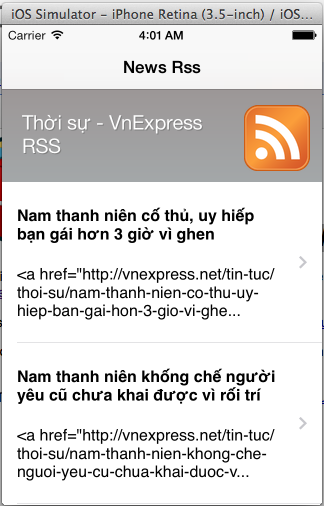 iOS Simulator – iPhone Retina (3.5-inch) / iOS...
Carrier 4:01 AM
News Rss
Thời sự - VnExpress
RSS
Nam thanh niên cố thủ, uy hiếp
bạn gái hơn 3 giờ vì ghen
<a href="http://vnexpress.net/tin-tuc/
thoi-su/nam-thanh-nien-co-thu-uy-
hiep-ban-gai-hon-3-gio-vi-ghe...
Nam thanh niên khống chế người
yêu cũ chưa khai được vì rối trí
<a href="http://vnexpress.net/tin-tuc/
thoi-su/nam-thanh-nien-khong-che-
nguoi-yeu-cu-chua-khai-duoc-v...